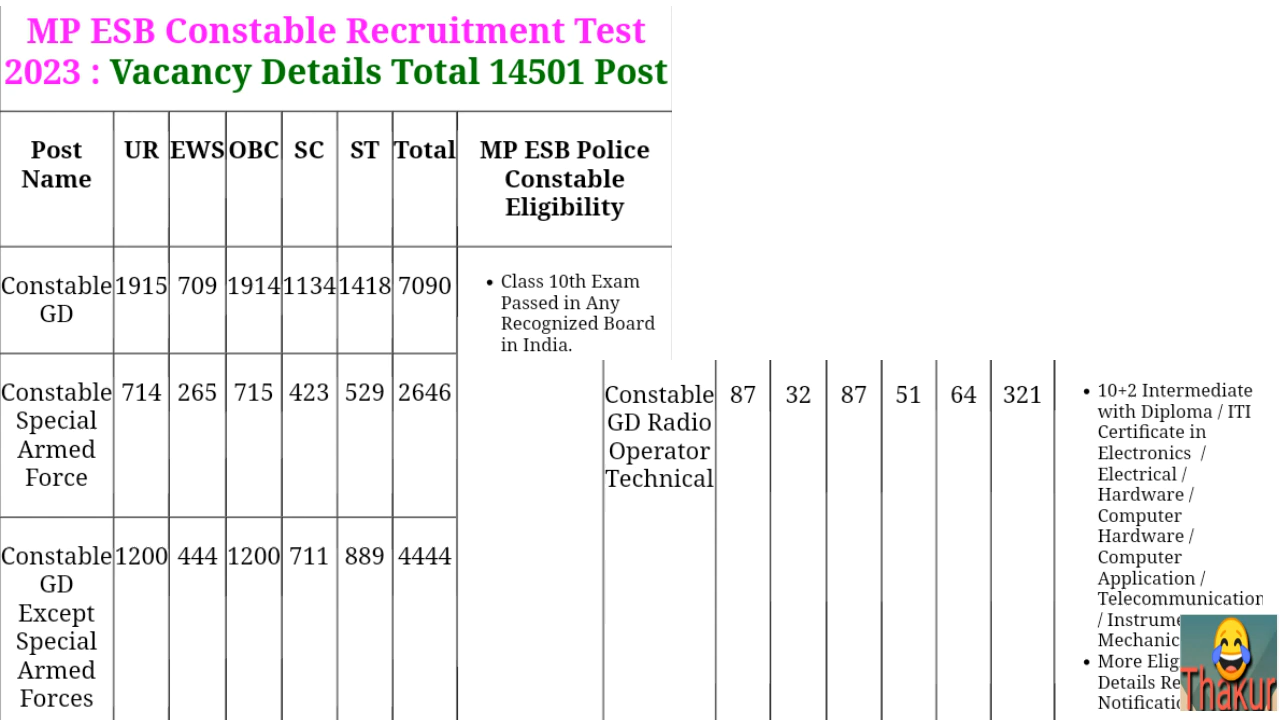 MP ESB Constable Recruitment Test
2023 : Vacancy Details Total 14501 Post
Post Name UR EWS OBC SC ST Total MP ESB Police Constable Eligibility
Constable GD 1915 709 1914 1134 1418 7090
• Class 10th Exam
Passed in Any
Recognized Board
in India.
Constable Special Armed Force 714 265 715 423 529 2646
Constable GD Except Special Armed Forces 1200 444 1200 711 889 4444
Constable GD Radio Operator Technical 87 32 87 51 64 321
• 10+2 Intermediate
with Diploma / ITI
Certificate in
Electronics /
Electrical /
Hardware /
Computer
Hardware /
Computer
Application /
Telecommunication
/
• More
Details
Thakur